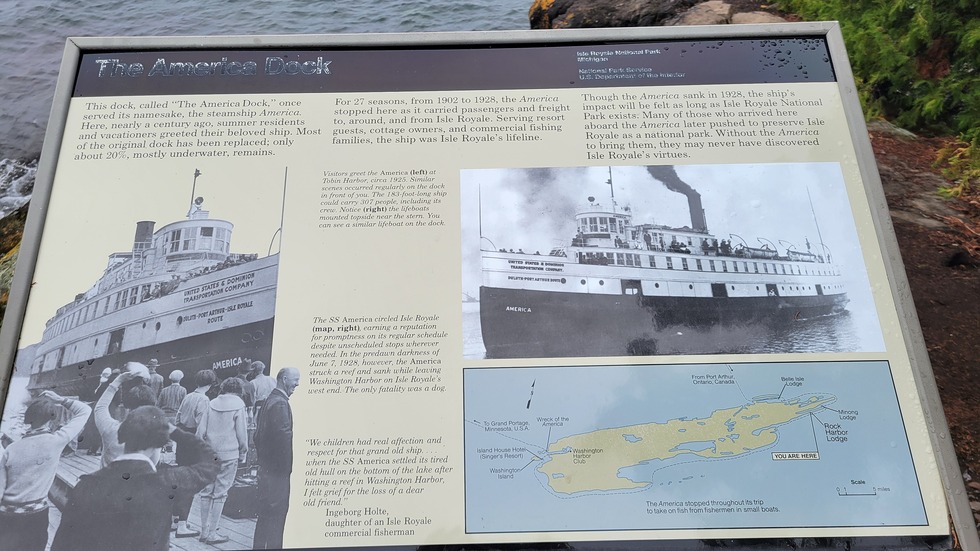 The America Dock
Isle Royale National Park
Michigan
National Park Service
U.S. Department of the Interior
This dock, called "The America Dock," once
served its namesake, the steamship America.
Here, nearly a century ago, summer residents
and vacationers greeted their beloved ship. Most
of the original dock has been replaced; only
about 20%, mostly underwater, remains.
For 27 seasons, from 1902 to 1928, the America
stopped here as it carried passengers and freight
to, around, and from Isle Royale. Serving resort
guests, cottage owners, and commercial fishing
families, the ship was Isle Royale's lifeline.
Though the America sank in 1928, the ship's
impact will be felt as long as Isle Royale National
Park exists. Many of those who arrived here
aboard the America later pushed to preserve Isle
Royale as a national park. Without the America
to bring them, they may never have discovered
Isle Royale's virtues.
Visitors greet the America (left) at
Tobin Harbor, circa 1925. Similar
scenes occurred regularly on the dock
in front of you. The 183-foot-long ship
could carry 307 people, including its
crew. Notice (right) the lifeboats
mounted topside near the stern. You
can see a similar lifeboat on the dock.
UNITED STATES & DOMINION
TRANSPORTATION COMPANY
DULUTH-PORT ARTHUR-ISLE ROYALE
ROUTE
AMERICA
UNITED STATES & DOMINION
TRANSPORTATION COMPANY.
DULUTH-PORT ARTHUR ROUTE
AMERICA
The SS America circled Isle Royale
(map, right), earning a reputation
for promptness on its regular schedule
despite unscheduled stops wherever
needed. In the predawn darkness of
June 7, 1928, however, the America
struck a reef and sank while leaving
Washington Harbor on Isle Royale's
west end. The only fatality was a dog.
"We children had real affection and
respect for that grand old ship. . . .
when the SS America settled its tired
old hull on the bottom of the lake after
hitting a reef in Washington Harbor,
I felt grief for the loss of a dear
old friend."
Ingeborg Holte,
daughter of an Isle Royale
commercial fisherman
From Port Arthur,
Ontario, Canada
Belle Isle
Lodge
Minong
Lodge
Rock
Harbor
Lodge
YOU ARE HERE
To Grand Portage,
Minnesota, U.S.A.
Wreck of the
America
Island House Hotel
(Singer's Resort)
Washington
Harbor
Club
Washington
Island
Scale
miles
The America stopped throughout its trip
to take on fish from fishermen in small boats.